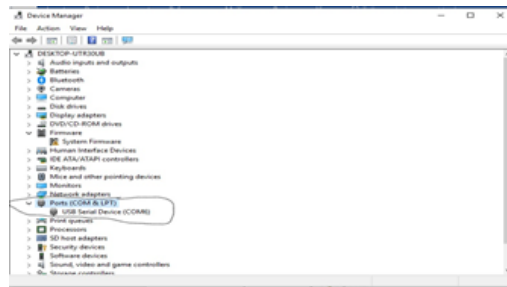 Device Manager
File Action View Help
DESKTOP-UTR30UB
Audio inputs and outputs
Batteries
Bluetooth
Cameras
Computer
Disk drives
Display adapters
DVD/CD-ROM drives
Firmware
System Firmware
Human Interface Devices
IDE ATA/ATAPI controllers
Keyboards
Mice and other pointing devices
Monitors
Network adapters
Ports (COM & LPT)
USB Serial Device (COM6)
Print queues
Processors
SD host adapters
Security devices
Software devices
Sound, video and game controllers
Storage controllers